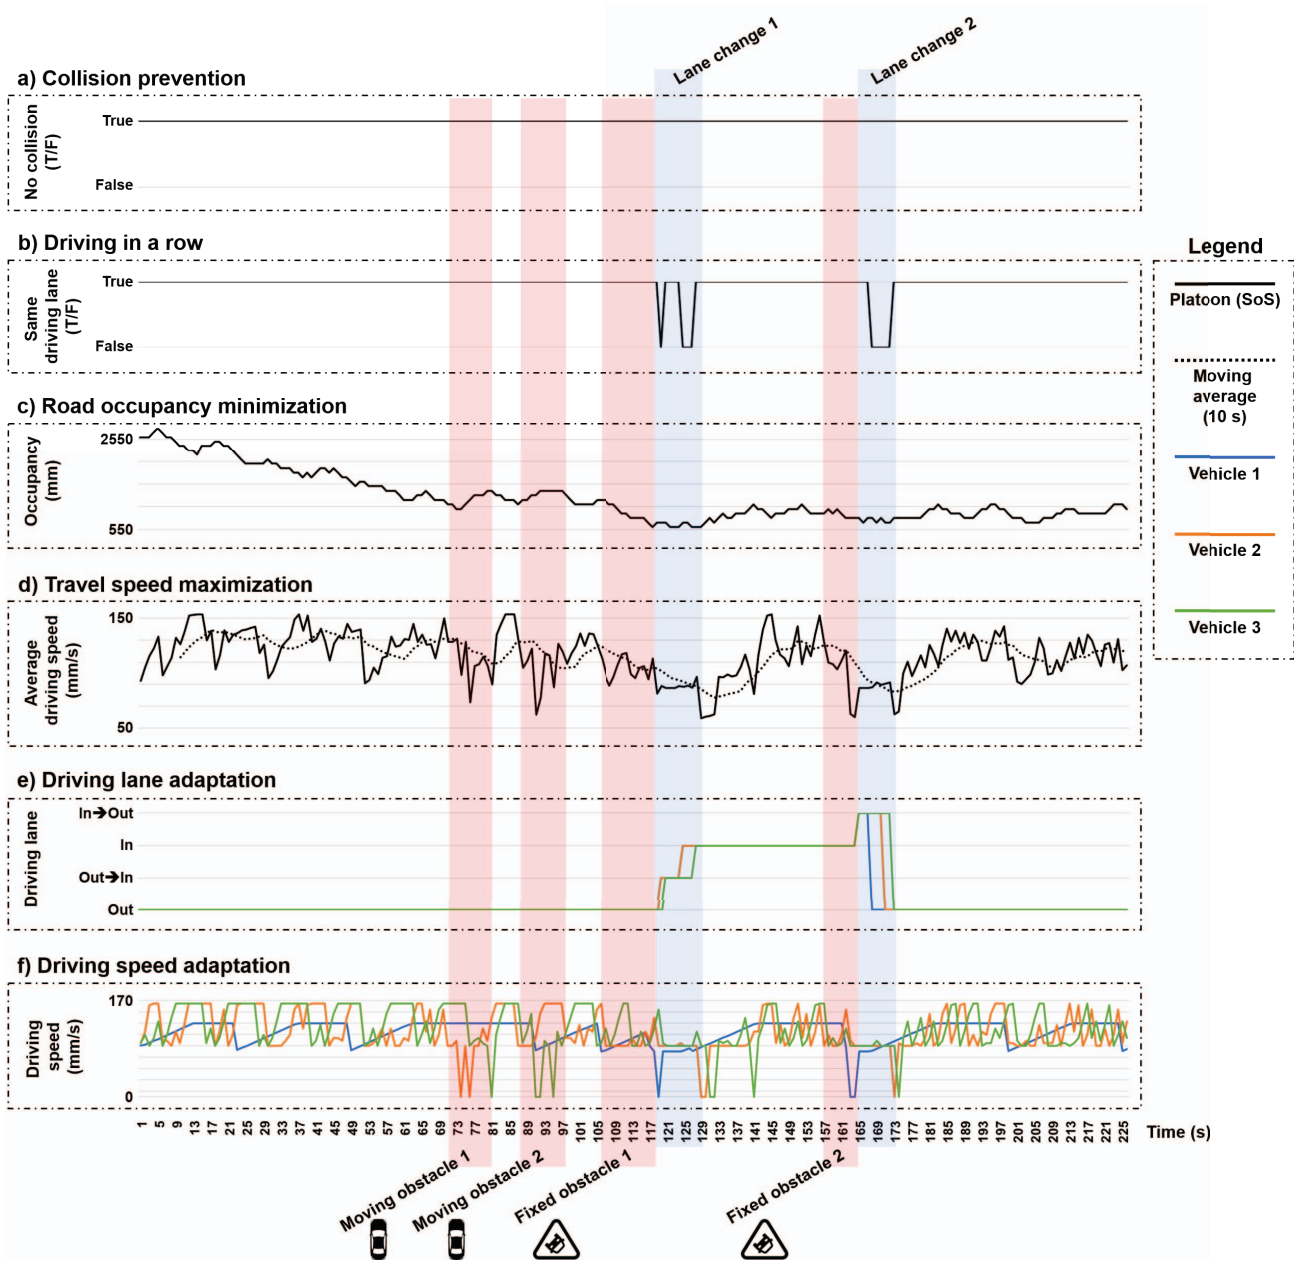 Lane change 1
Lane change 2
a) Collision prevention
No collision
(T/F)
True
False
b) Driving in a row
Same
driving lane
(T/F)
True
False
Legend
Platoon (SoS)
Moving
average
(10 s)
Vehicle 1
Vehicle 2
Vehicle 3
c) Road occupancy minimization
Occupancy
(mm)
2550
550
d) Travel speed maximization
Average
driving speed
(mm/s)
150
50
e) Driving lane adaptation
Driving lane
In➔Out
In
Out➔In
Out
f) Driving speed adaptation
Driving
speed
(mm/s)
170
0
1 5 9 13 17 21 25 29 33 37 41 45 49 53 57 61 65 69 73 77 81 85 89 93 97 101 105 109 113 117 121 125 129 133 137 141 145 149 153 157 161 165 169 173 177 181 185 189 193 197 201 205 209 213 217 221 225
Time (s)
Moving obstacle 1
Moving obstacle 2
Fixed obstacle 1
Fixed obstacle 2